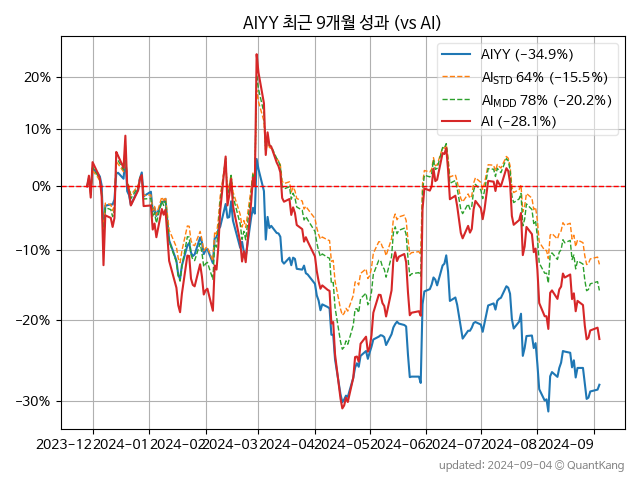 AIYY 최근 9개월 성과 (vs AI)
AIYY (−34.9%)
AISTD 64% (−15.5%)
AIMDD 78% (−20.2%)
AI (−28.1%)
20%
10%
0%
−10%
−20%
−30%
2023-12 2024-01 2024-02 2024-03 2024-04 2024-05 2024-06 2024-07 2024-08 2024-09
updated: 2024-09-04 © QuantKang